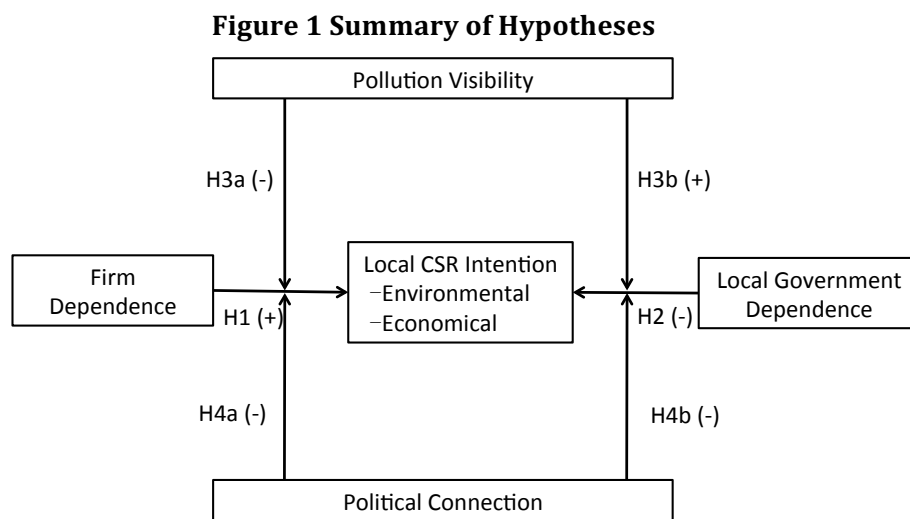 Figure 1 Summary of Hypotheses
Pollution Visibility
H3a (-)
H3b (+)
Firm
Dependence
Local CSR Intention
−Environmental
−Economical
Local Government
Dependence
H1 (+)
H2 (-)
H4a (-)
H4b (-)
Political Connection